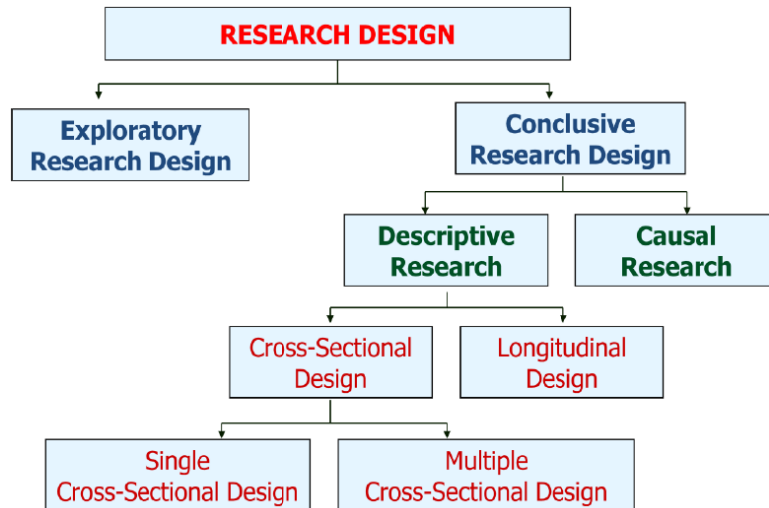 RESEARCH DESIGN
Exploratory
Research Design
Conclusive
Research Design
Descriptive
Research
Causal
Research
Cross-Sectional
Design
Longitudinal
Design
Single
Cross-Sectional Design
Multiple
Cross-Sectional Design